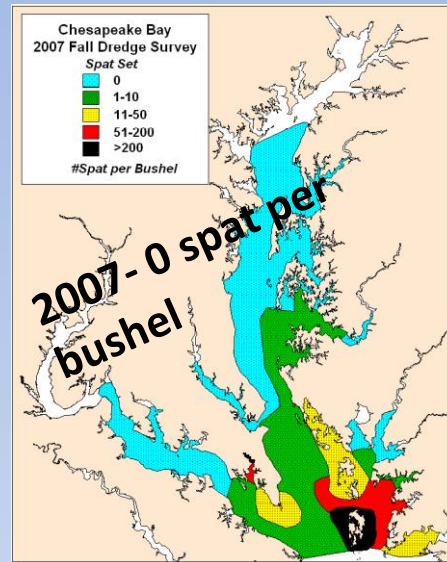 Chesapeake Bay
2007 Fall Dredge Survey
Spat Set
0
1-10
11-50
51-200
>200
#Spat per Bushel
2007- 0 spat per
bushel